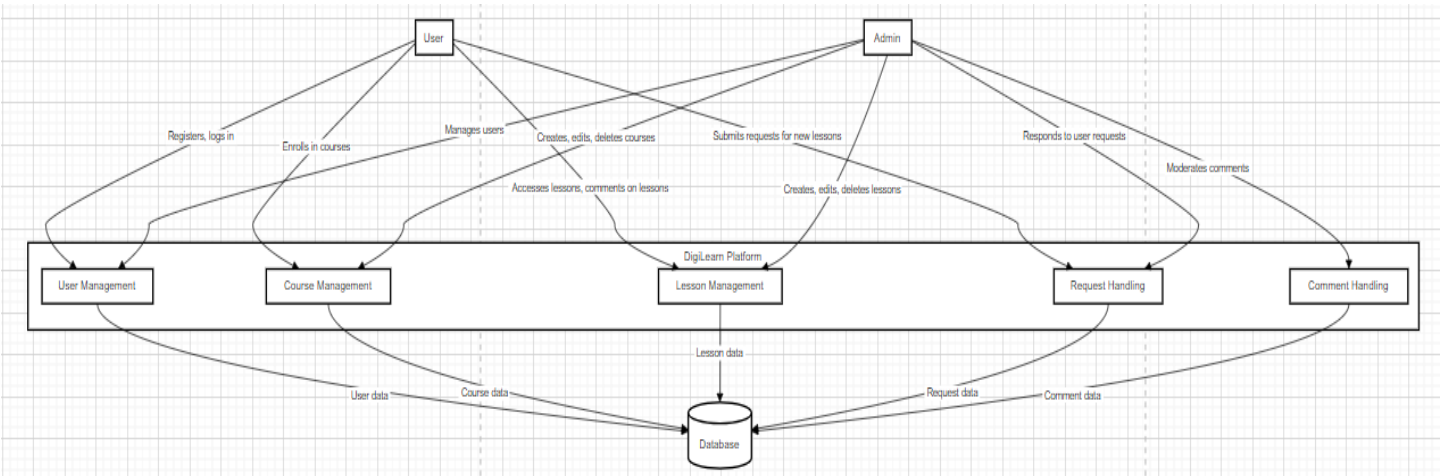 User
Admin
Registers, logs in
Enrolls in courses
Manages users
Creates, edits, deletes courses
Submits requests for new lessons
Responds to user requests
Moderates comments
Accesses lessons, comments on lessons
Creates, edits, deletes lessons
DigiLearn Platform
User Management
Course Management
Lesson Management
Request Handling
Comment Handling
Lesson data
User data
Course data
Request data
Comment data
Database